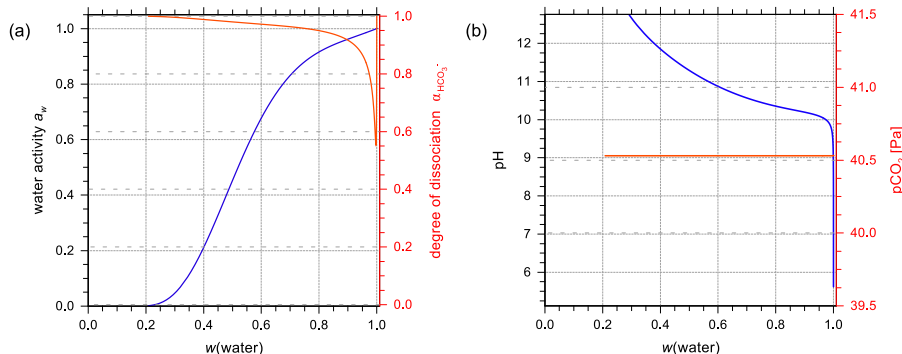 (a)
1.0
0.8
0.6
0.4
0.2
0.0
water activity a_w
0.0 0.2 0.4 0.6 0.8 1.0
w(water)
1.0
0.8
0.6
0.4
0.2
0.0
degree of dissociation α_HCO₃-
(b)
12
11
10
9
8
7
6
pH
0.0 0.2 0.4 0.6 0.8 1.0
w(water)
41.5
41.0
40.5
40.0
39.5
pCO₂ [Pa]